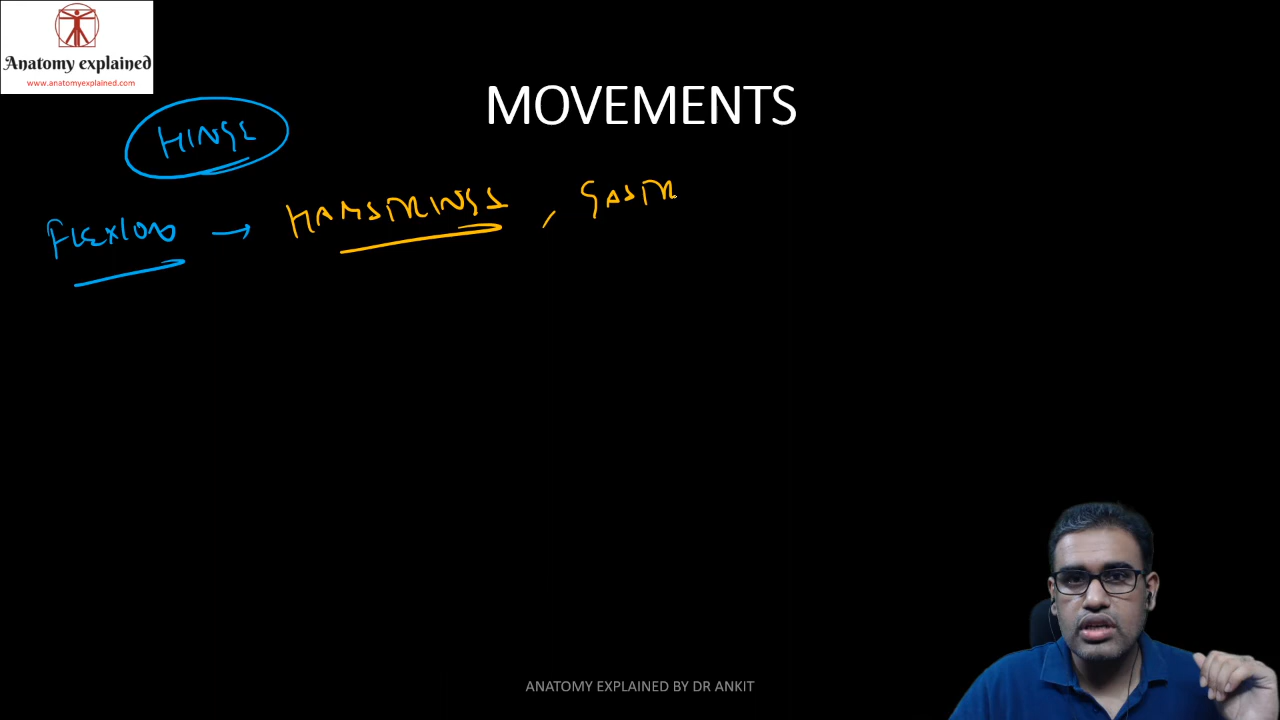 Anatomy explained
www.anatomyexplained.com
MOVEMENTS
HINGE
FLEXION → HAMSTRINGS, GASTR
ANATOMY EXPLAINED BY DR ANKIT